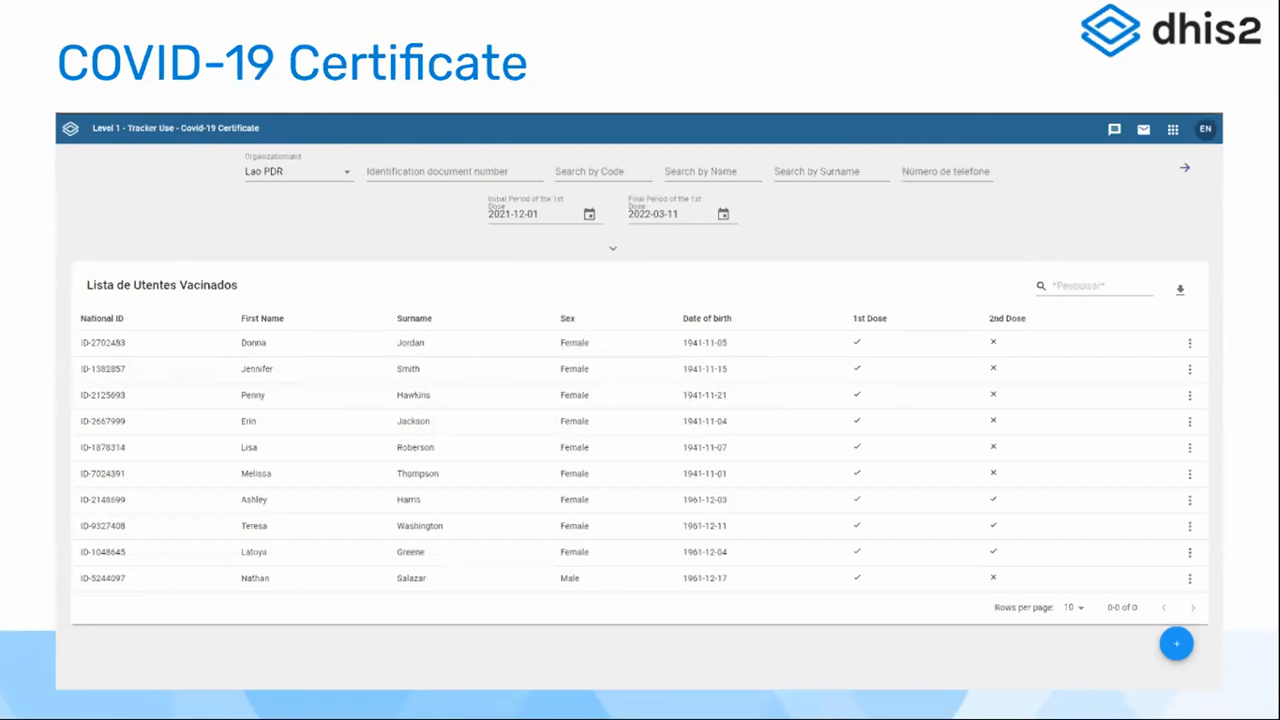 dhis2
COVID-19 Certificate
Level 1 - Tracker Use - Covid-19 Certificate
EN
Lao PDR
Identification document number
Search by Code
Search by Name
Search by Surname
Número de telefone
Initial Period of the 1st
Dose
2021-12-01
Final Period of the 1st
Dose
2022-03-11
Lista de Utentes Vacinados
*Pesquisar*
National ID First Name Surname Sex Date of birth 1st Dose 2nd Dose
ID-2702483 Donna Jordan Female 1941-11-05 ✓ ✕
ID-1382857 Jennifer Smith Female 1941-11-15 ✓ ✕
ID-2125693 Penny Hawkins Female 1941-11-21 ✓ ✕
ID-2667999 Erin Jackson Female 1941-11-04 ✓ ✕
ID-1878314 Lisa Roberson Female 1941-11-07 ✓ ✕
ID-7024391 Melissa Thompson Female 1941-11-01 ✓ ✕
ID-2148699 Ashley Harris Female 1961-12-03 ✓ ✓
ID-9327408 Teresa Washington Female 1961-12-11 ✓ ✓
ID-1048645 Latoya Greene Female 1961-12-04 ✓ ✓
ID-5244097 Nathan Salazar Male 1961-12-17 ✓ ✕
Rows per page: 10 0-0 of 0